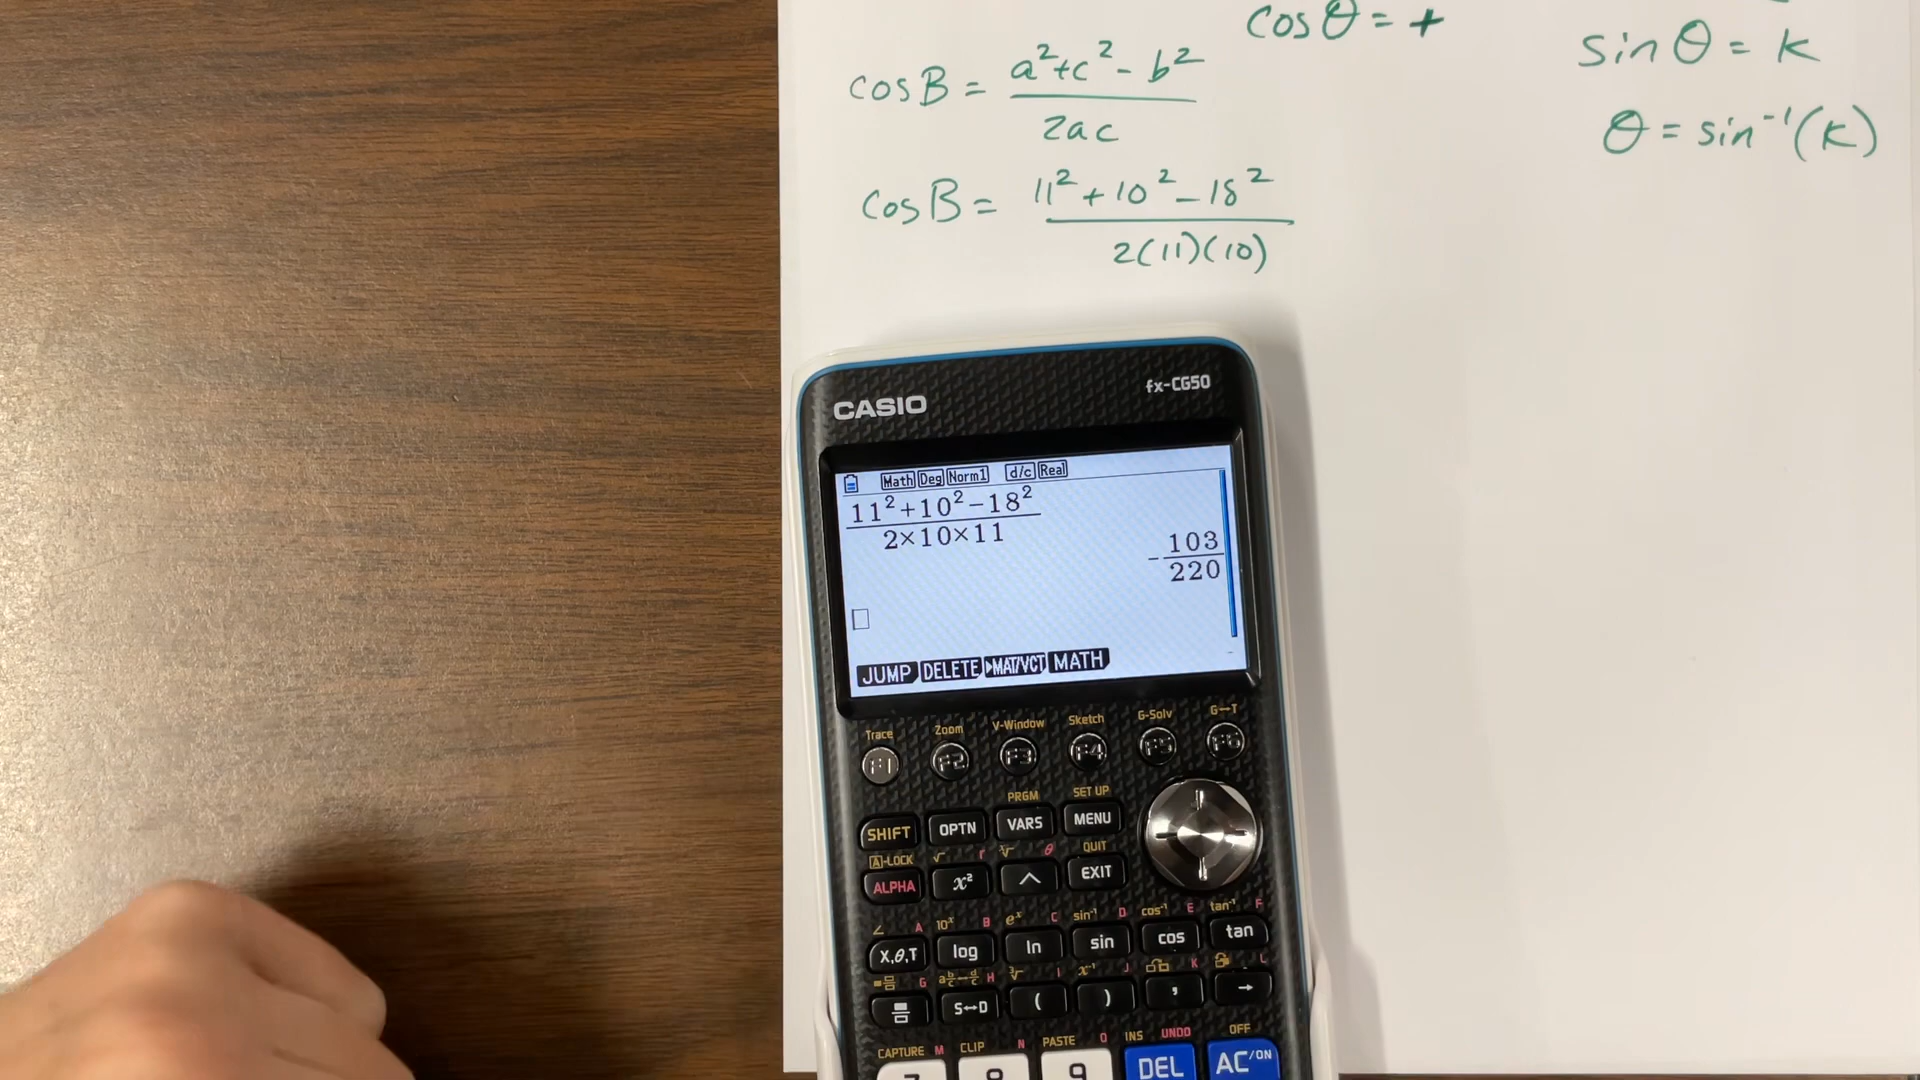 cos θ = +
sin θ = k
cos B = a²+c²- b² / 2ac
θ = sin⁻¹(k)
cos B = 11² + 10² - 18² / 2(11)(10)
CASIO
fx-CG50
Math Deg Norm1 d/c Real
11²+10²-18² / 2×10×11
-103/220
JUMP DELETE ▶MAT/VCT MATH
Trace Zoom V-Window Sketch G-Solv G↔T
F1 F2 F3 F4 F5 F6
PRGM SET UP
SHIFT OPTN VARS MENU
A-LOCK √ r ˣ√ θ QUIT
ALPHA x² ^ EXIT
∠ A 10ˣ B eˣ C sin⁻¹ D cos⁻¹ E tan⁻¹ F
X,θ,T log ln sin cos tan
G a b/c↔d/c H ³√ I x⁻¹ J K L
S↔D ( ) , →
CAPTURE M CLIP N PASTE O INS UNDO OFF
7 8 9 DEL AC/ON